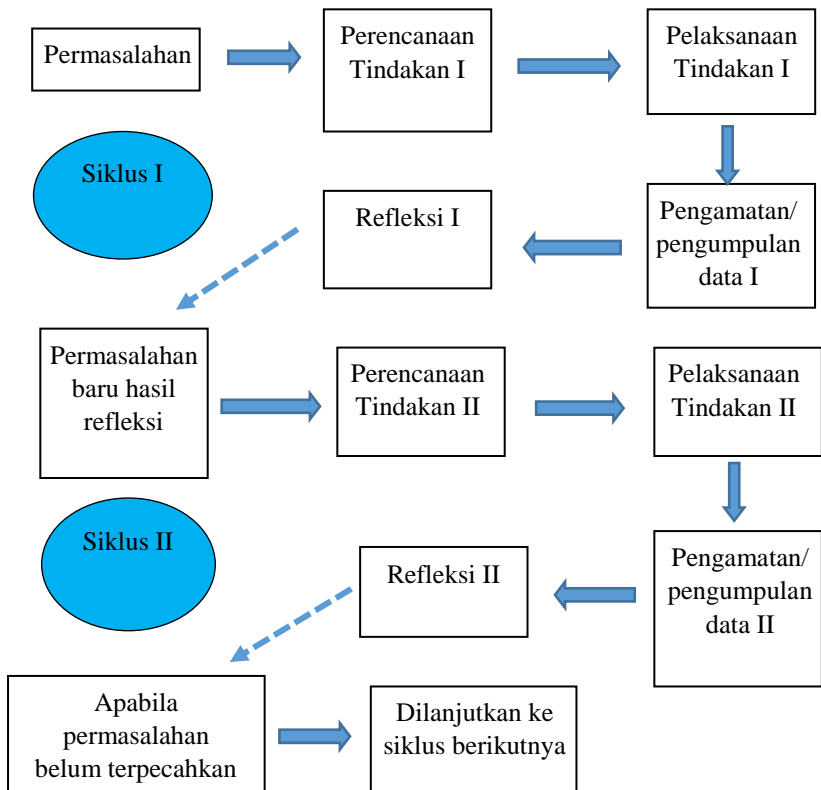 Permasalahan
Perencanaan
Tindakan I
Pelaksanaan
Tindakan I
Siklus I
Refleksi I
Pengamatan/
pengumpulan
data I
Permasalahan
baru hasil
refleksi
Perencanaan
Tindakan II
Pelaksanaan
Tindakan II
Siklus II
Refleksi II
Pengamatan/
pengumpulan
data II
Apabila
permasalahan
belum terpecahkan
Dilanjutkan ke
siklus berikutnya